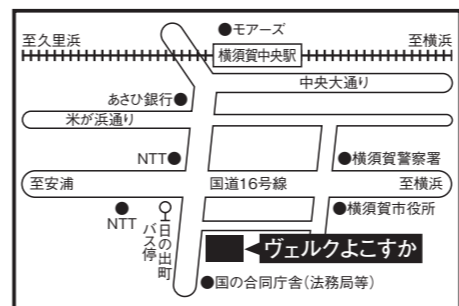 ●モアーズ
至久里浜
至横浜
横須賀中央駅
中央大通り
あさひ銀行●
米が浜通り
NTT●
●横須賀警察署
至安浦
国道16号線
至横浜
●
NTT
日の出町
バス停
●横須賀市役所
ヴェルクよこすか
●国の合同庁舎(法務局等)